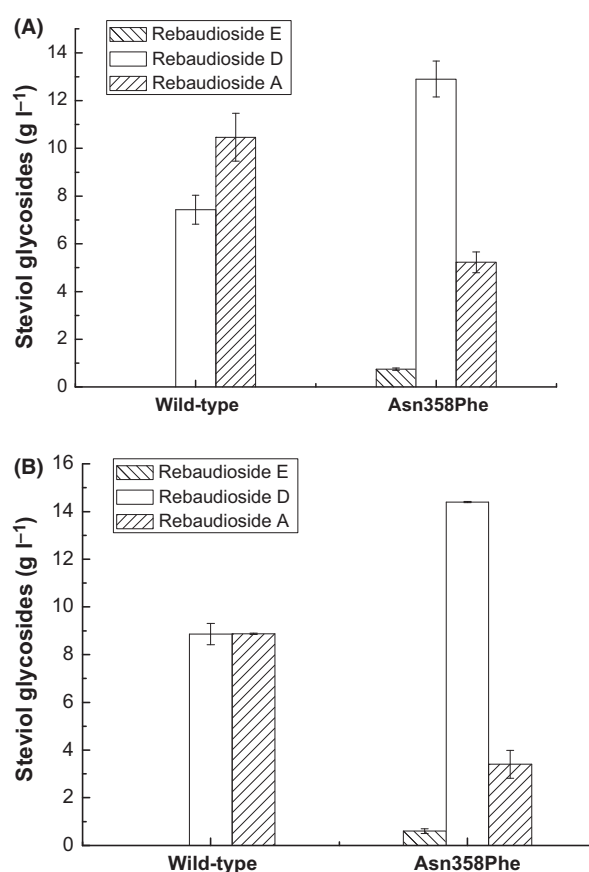 (A)
Rebaudioside E
Rebaudioside D
Rebaudioside A
Steviol glycosides (g l⁻¹)
14
12
10
8
6
4
2
0
Wild-type
Asn358Phe
(B)
Rebaudioside E
Rebaudioside D
Rebaudioside A
Steviol glycosides (g l⁻¹)
16
14
12
10
8
6
4
2
0
Wild-type
Asn358Phe